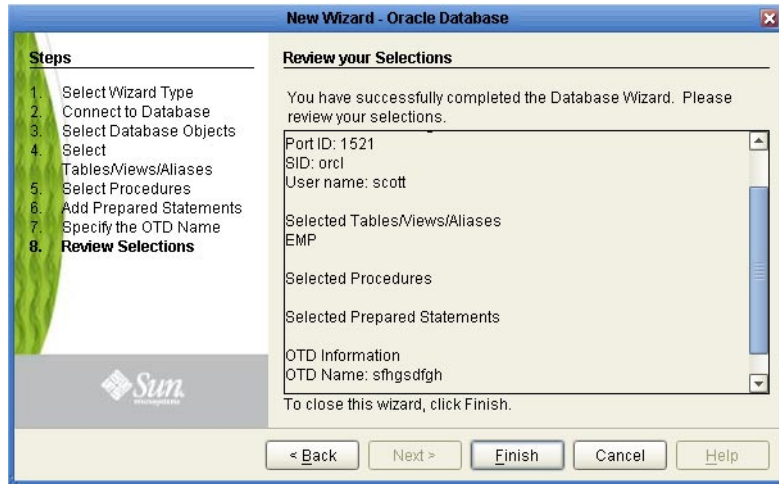 New Wizard - Oracle Database
Steps
1. Select Wizard Type
2. Connect to Database
3. Select Database Objects
4. Select
Tables/Views/Aliases
5. Select Procedures
6. Add Prepared Statements
7. Specify the OTD Name
8. Review Selections
Sun
microsystems
Review your Selections
You have successfully completed the Database Wizard. Please
review your selections.
Port ID: 1521
SID: orcl
User name: scott
Selected Tables/Views/Aliases
EMP
Selected Procedures
Selected Prepared Statements
OTD Information
OTD Name: sfhgsdfgh
To close this wizard, click Finish.
< Back
Next >
Finish
Cancel
Help